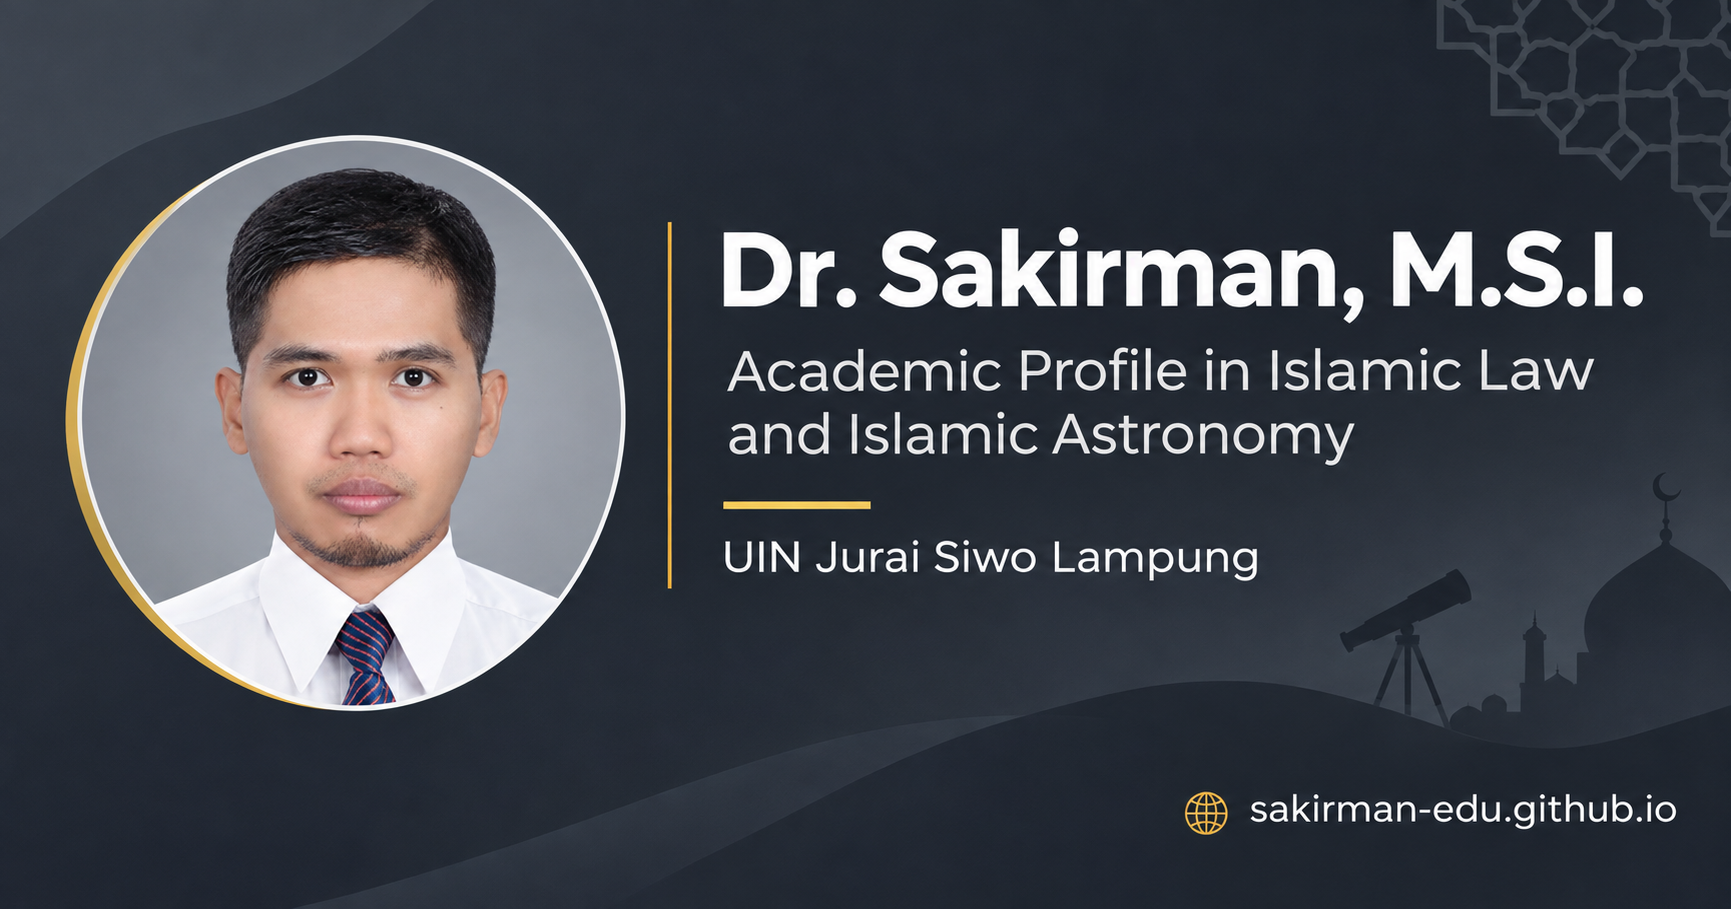 Dr. Sakirman, M.S.I.
Academic Profile in Islamic Law
and Islamic Astronomy
UIN Jurai Siwo Lampung
sakirman-edu.github.io